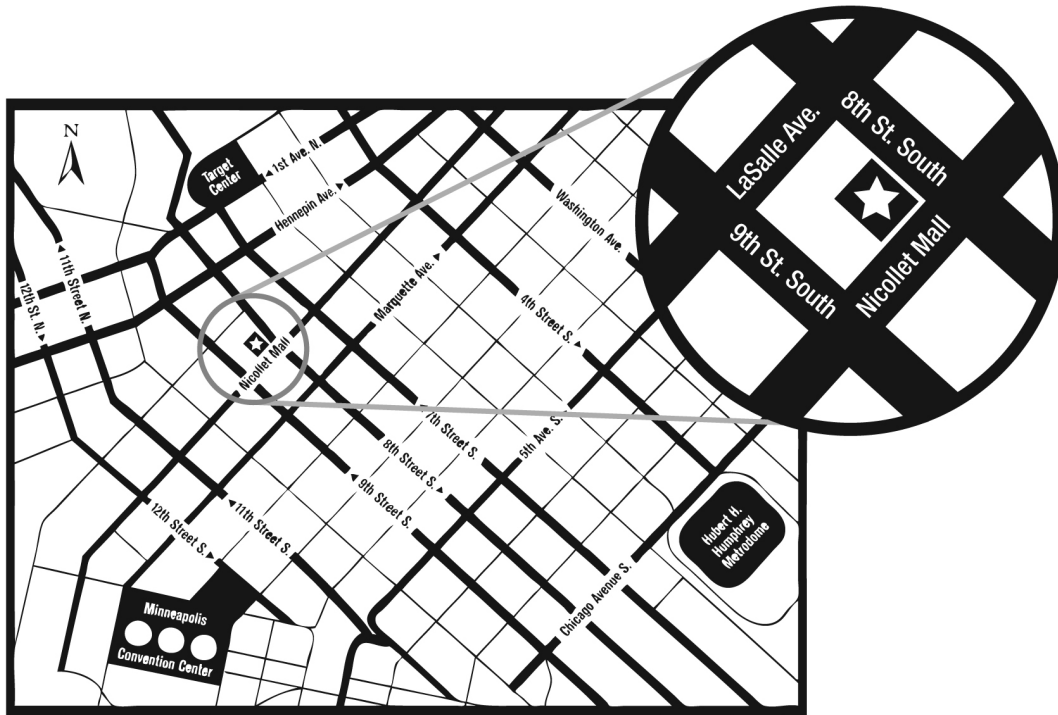 N
Target
Center
1st Ave. N.
Hennepin Ave.
Washington Ave.
11th Street N.
12th St. N.
Marquette Ave.
4th Street S.
Nicollet Mall
7th Street S.
5th Ave. S.
8th Street S.
9th Street S.
11th Street S.
12th Street S.
Hubert H.
Humphrey
Metrodome
Chicago Avenue S.
Minneapolis
Convention Center
LaSalle Ave.
8th St. South
9th St. South
Nicollet Mall